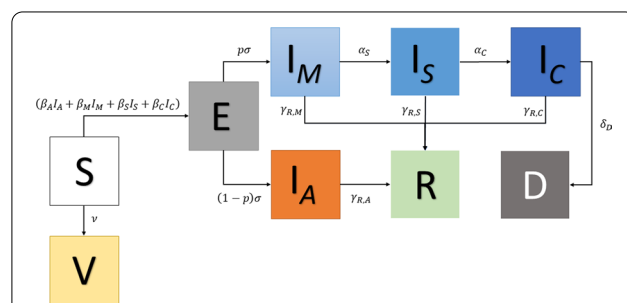 I_M
I_S
I_C
pσ
α_S
α_C
(β_A I_A + β_M I_M + β_S I_S + β_C I_C)
E
γ_{R,M}
γ_{R,S}
γ_{R,C}
δ_D
S
(1 − p)σ
I_A
γ_{R,A}
R
D
ν
V